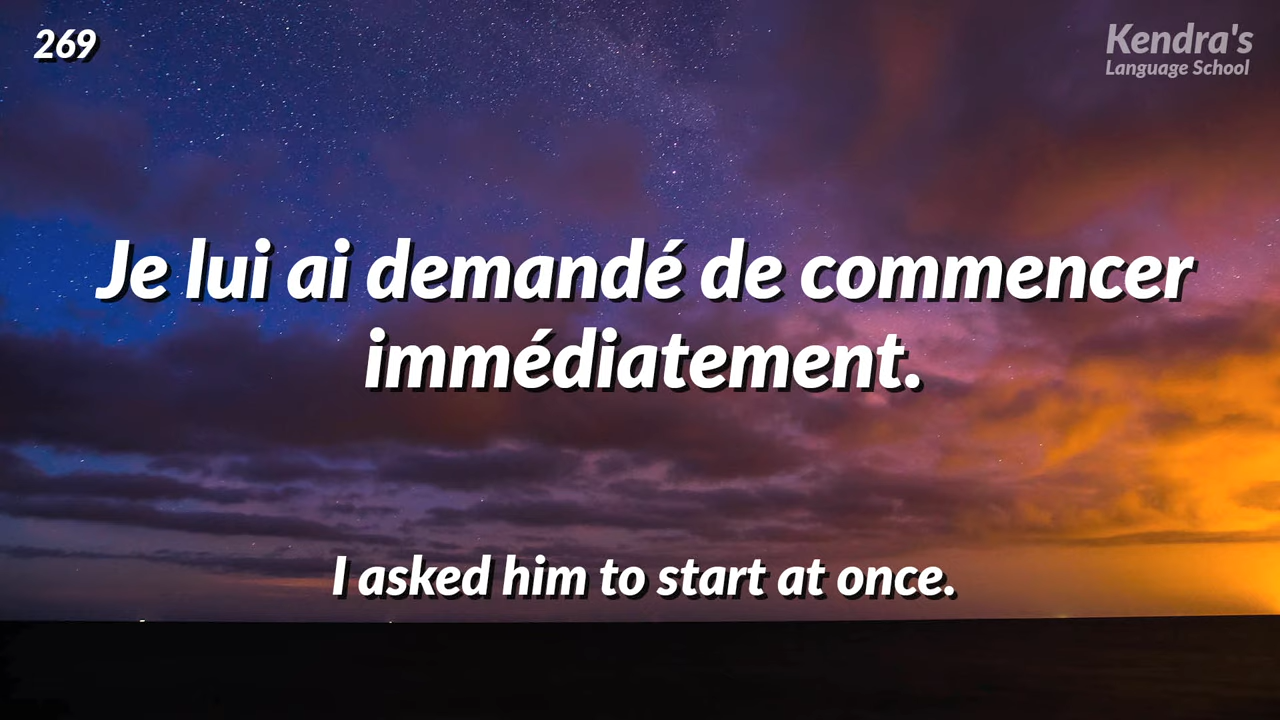 269
Kendra's
Language School
Je lui ai demandé de commencer
immédiatement.
I asked him to start at once.